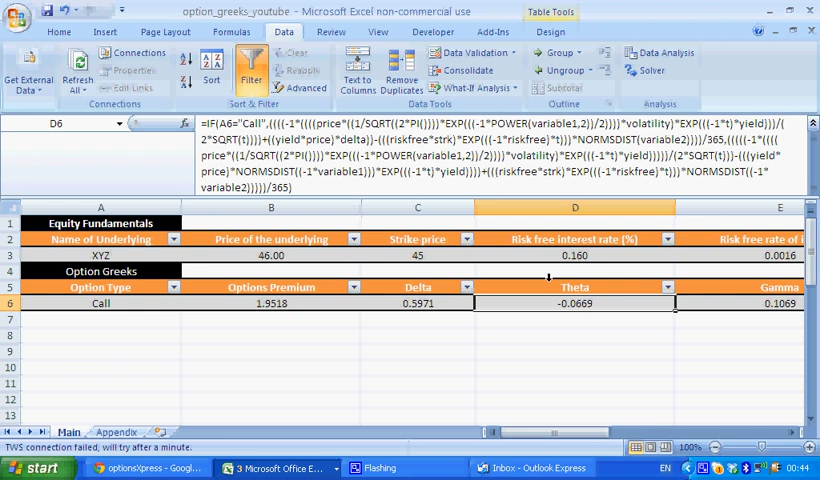 option_greeks_youtube - Microsoft Excel non-commercial use
Table Tools
Home Insert Page Layout Formulas Data Review View Developer Add-Ins Design
Get External Data
Refresh All
Connections
Properties
Edit Links
Connections
Sort
Filter
Clear
Reapply
Advanced
Sort & Filter
Text to Columns
Remove Duplicates
Data Validation
Consolidate
What-If Analysis
Data Tools
Group
Ungroup
Subtotal
Outline
Data Analysis
Solver
Analysis
D6
fx
=IF(A6="Call",((((-1*((((price*((1/SQRT((2*PI()))))*EXP(((-1*POWER(variable1,2))/2))))*volatility)*EXP(((-1*t)*yield)))/(
2*SQRT(t))))+((yield*price)*delta))-(((riskfree*strk)*EXP(((-1*riskfree)*t)))*NORMSDIST(variable2))))/365,(((((-1*((((
price*((1/SQRT((2*PI()))))*EXP(((-1*POWER(variable1,2))/2))))*volatility)*EXP(((-1*t)*yield)))))/(2*SQRT(t)))-(((yield*
price)*NORMSDIST((-1*variable1)))*EXP(((-1*t)*yield))))+(((riskfree*strk)*EXP(((-1*riskfree)*t)))*NORMSDIST((-1*
variable2)))))/365)
A B C D E
1 Equity Fundamentals
2 Name of Underlying Price of the underlying Strike price Risk free interest rate (%) Risk free rate of i
3 XYZ 46.00 45 0.160 0.0016
4 Option Greeks
5 Option Type Options Premium Delta Theta Gamma
6 Call 1.9518 0.5971 -0.0669 0.1069
7
8
9
10
11
12
13
Main Appendix
TWS connection failed, will try after a minute.
100%
start
optionsXpress - Googl...
3 Microsoft Office E...
Flashing
Inbox - Outlook Express
EN
00:44